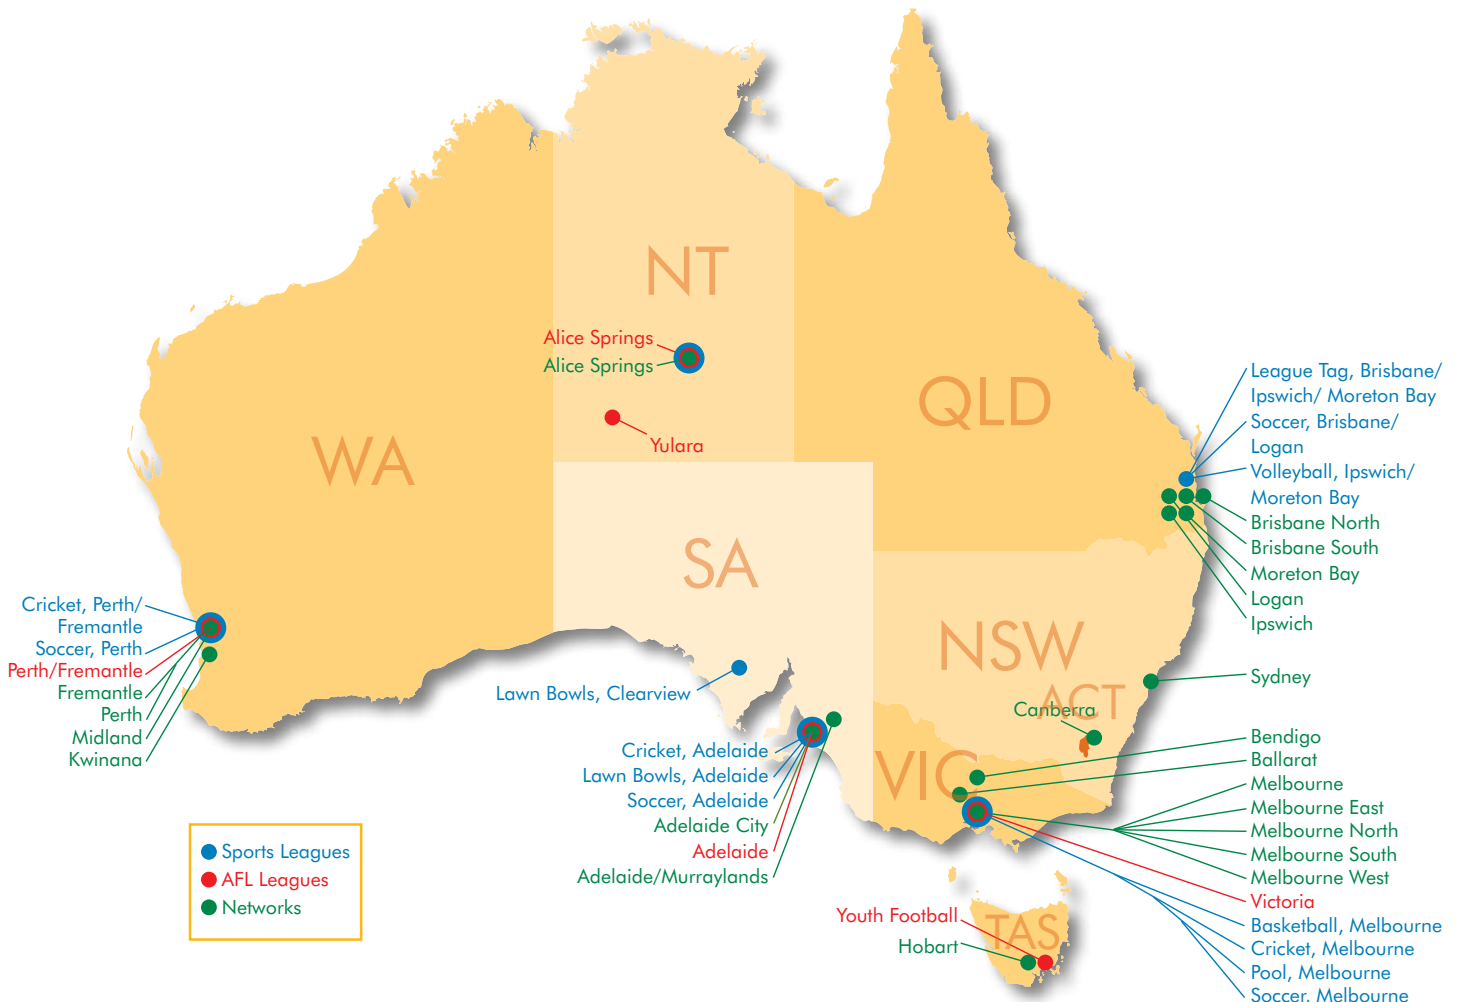 NT
Alice Springs
Alice Springs
Yulara
QLD
WA
SA
NSW
ACT
VIC
TAS
League Tag, Brisbane/
Ipswich/ Moreton Bay
Soccer, Brisbane/
Logan
Volleyball, Ipswich/
Moreton Bay
Brisbane North
Brisbane South
Moreton Bay
Logan
Ipswich
Cricket, Perth/
Fremantle
Soccer, Perth
Perth/Fremantle
Fremantle
Perth
Midland
Kwinana
Lawn Bowls, Clearview
Sydney
Canberra
Cricket, Adelaide
Lawn Bowls, Adelaide
Soccer, Adelaide
Adelaide City
Adelaide
Adelaide/Murraylands
Bendigo
Ballarat
Melbourne
Melbourne East
Melbourne North
Melbourne South
Melbourne West
Victoria
Basketball, Melbourne
Cricket, Melbourne
Pool, Melbourne
Soccer, Melbourne
Youth Football
Hobart
Sports Leagues
AFL Leagues
Networks